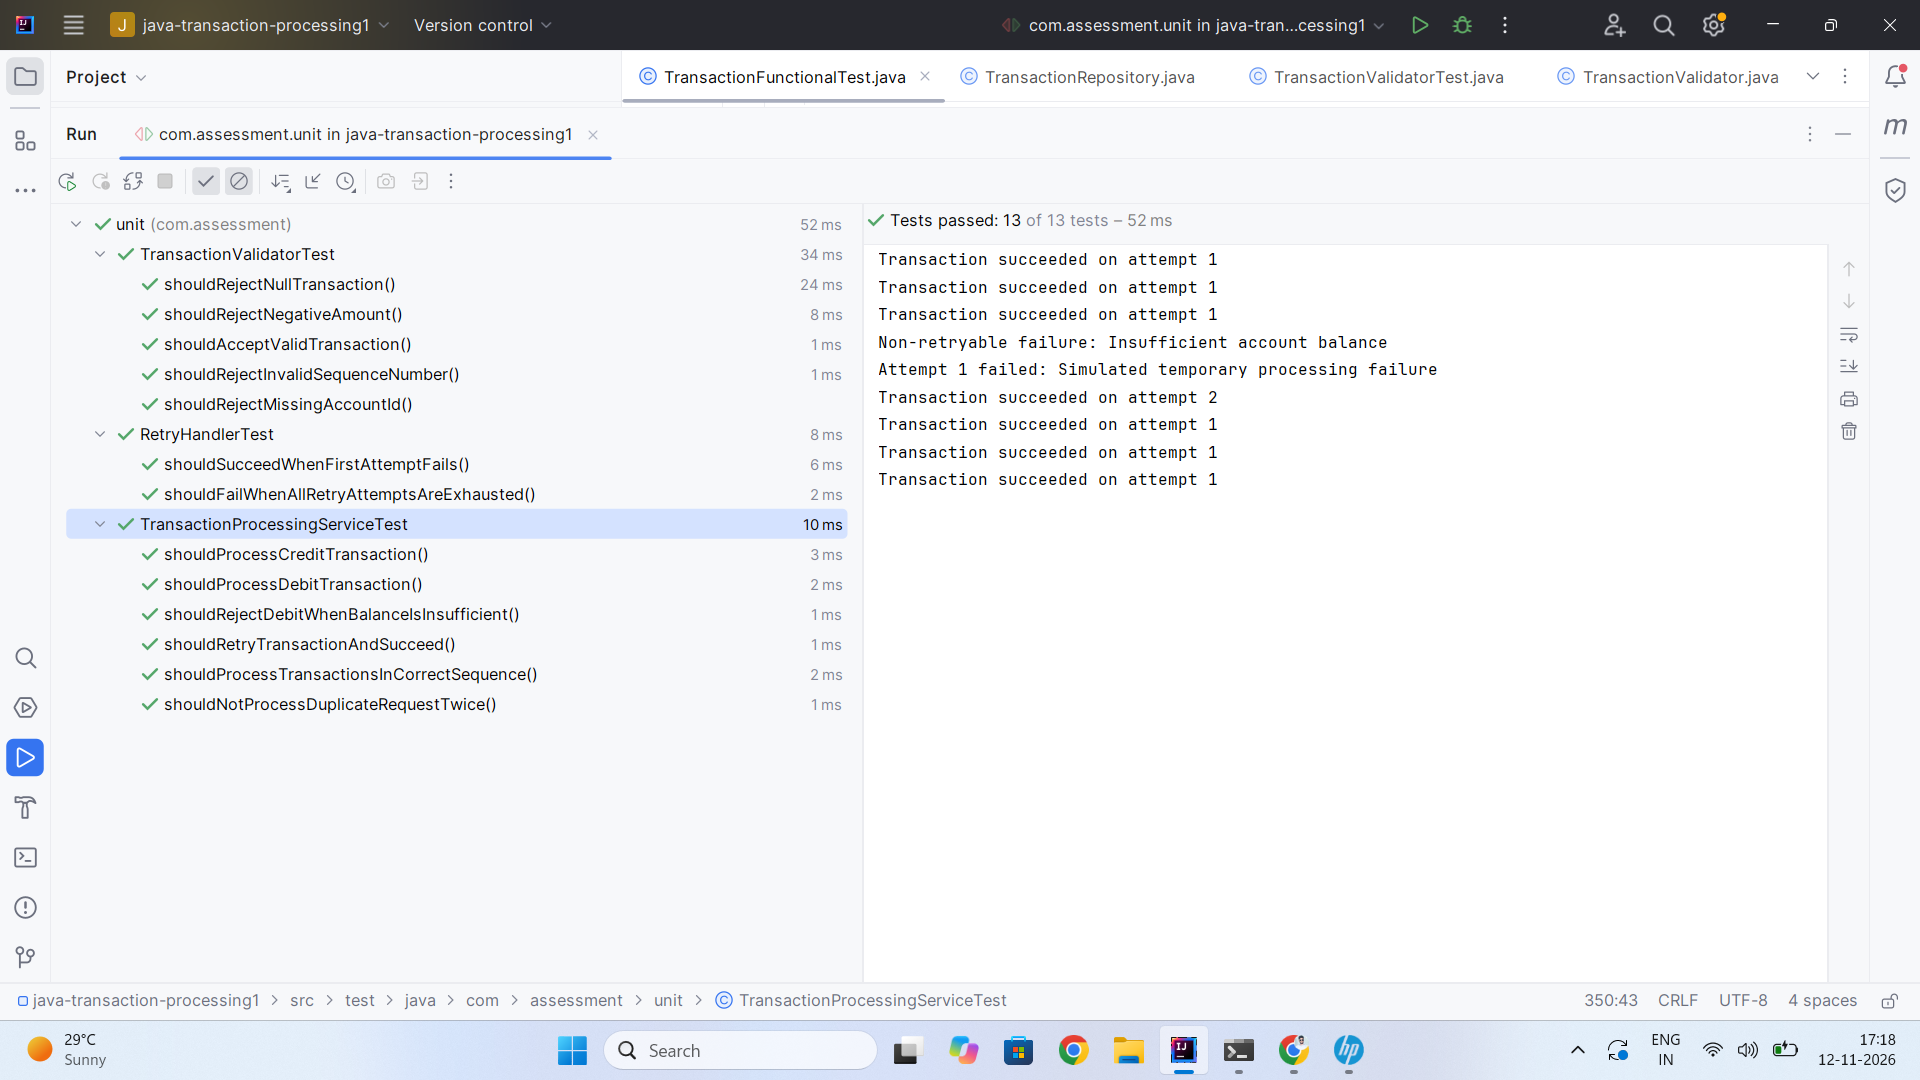 J java-transaction-processing1 Version control com.assessment.unit in java-tran...cessing1
Project
TransactionFunctionalTest.java TransactionRepository.java TransactionValidatorTest.java TransactionValidator.java
Run com.assessment.unit in java-transaction-processing1
unit (com.assessment) 52 ms
TransactionValidatorTest 34 ms
shouldRejectNullTransaction() 24 ms
shouldRejectNegativeAmount() 8 ms
shouldAcceptValidTransaction() 1 ms
shouldRejectInvalidSequenceNumber() 1 ms
shouldRejectMissingAccountId()
RetryHandlerTest 8 ms
shouldSucceedWhenFirstAttemptFails() 6 ms
shouldFailWhenAllRetryAttemptsAreExhausted() 2 ms
TransactionProcessingServiceTest 10 ms
shouldProcessCreditTransaction() 3 ms
shouldProcessDebitTransaction() 2 ms
shouldRejectDebitWhenBalanceIsInsufficient() 1 ms
shouldRetryTransactionAndSucceed() 1 ms
shouldProcessTransactionsInCorrectSequence() 2 ms
shouldNotProcessDuplicateRequestTwice() 1 ms
Tests passed: 13 of 13 tests – 52 ms
Transaction succeeded on attempt 1
Transaction succeeded on attempt 1
Transaction succeeded on attempt 1
Non-retryable failure: Insufficient account balance
Attempt 1 failed: Simulated temporary processing failure
Transaction succeeded on attempt 2
Transaction succeeded on attempt 1
Transaction succeeded on attempt 1
Transaction succeeded on attempt 1
m
java-transaction-processing1 > src > test > java > com > assessment > unit > TransactionProcessingServiceTest 350:43 CRLF UTF-8 4 spaces
29°C
Sunny
Search
ENG
IN
17:18
12-11-2026